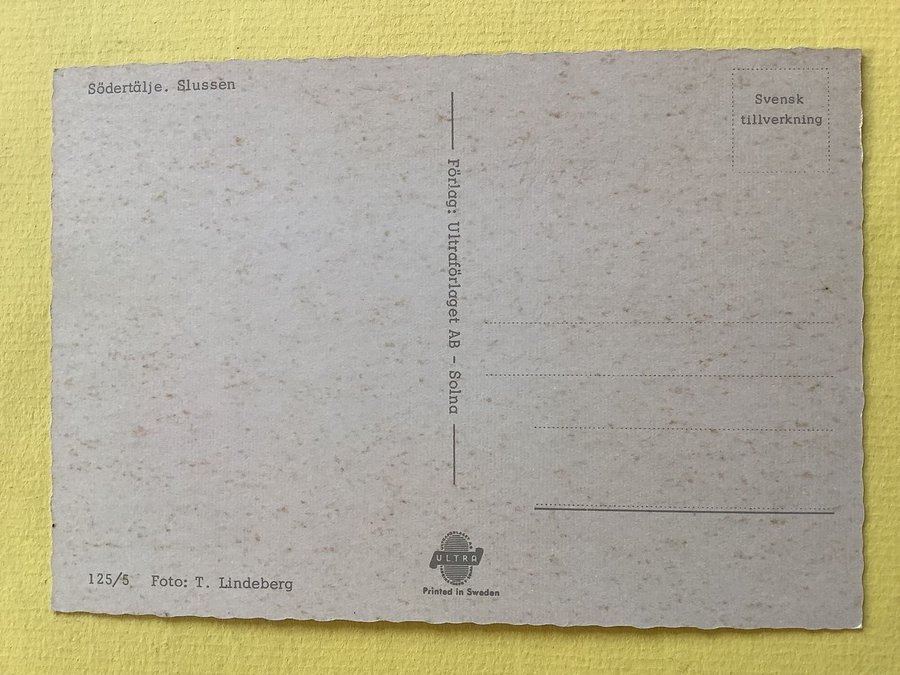 Södertälje. Slussen
Svensk
tillverkning
Förlag: Ultraförlaget AB - Solna
125/5 Foto: T. Lindeberg
ULTRA
Printed in Sweden